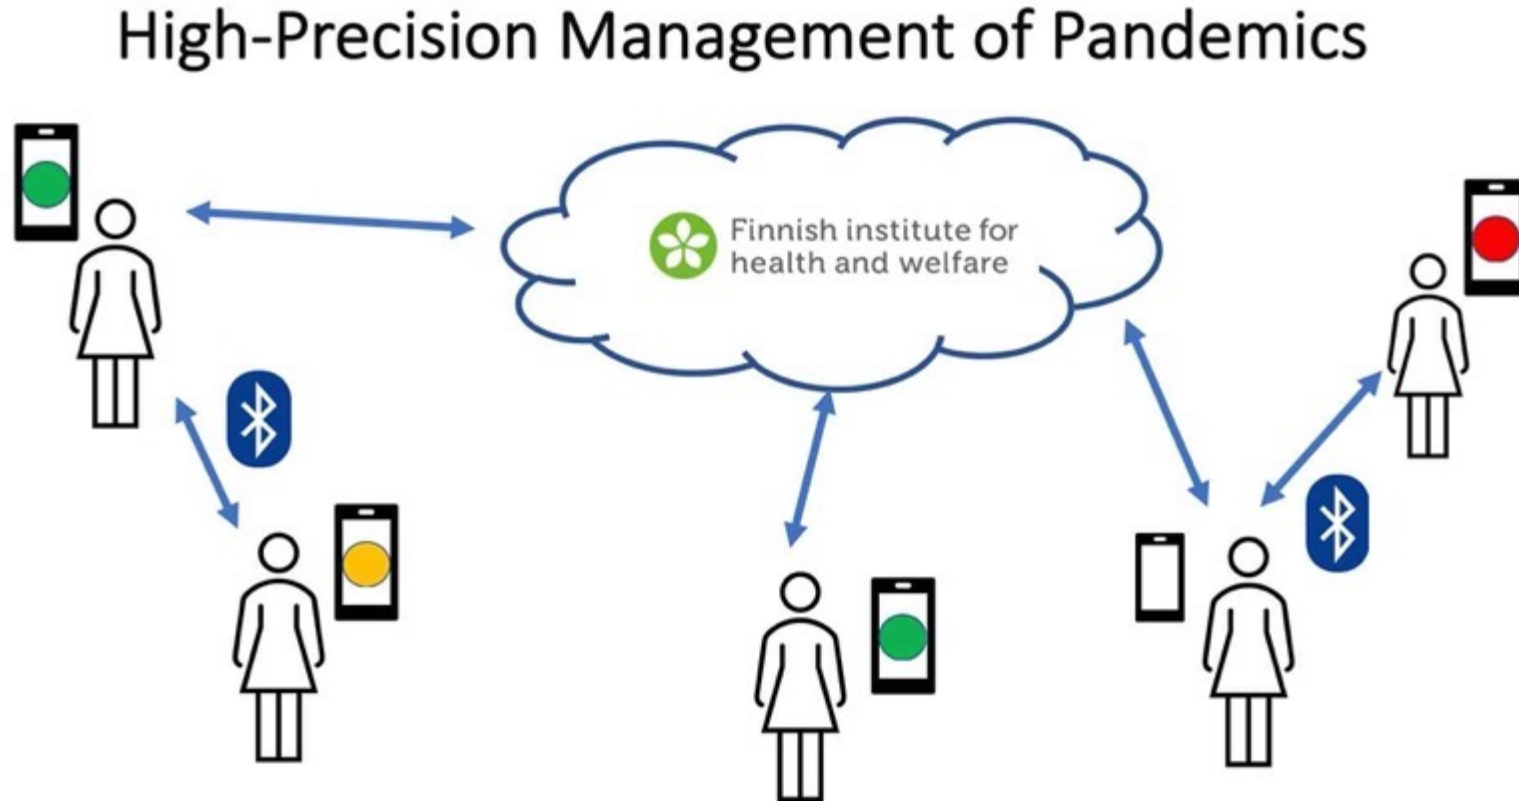 High-Precision Management of Pandemics
Finnish institute for
health and welfare